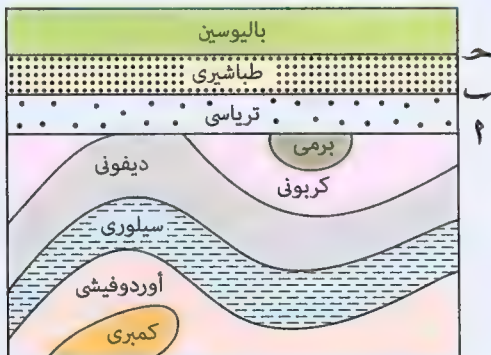 باليوسين
طباشيري
ترياسي
برمي
ديفوني
كربوني
سيلوري
أوردوفيشي
كمبري
ح
ب
م